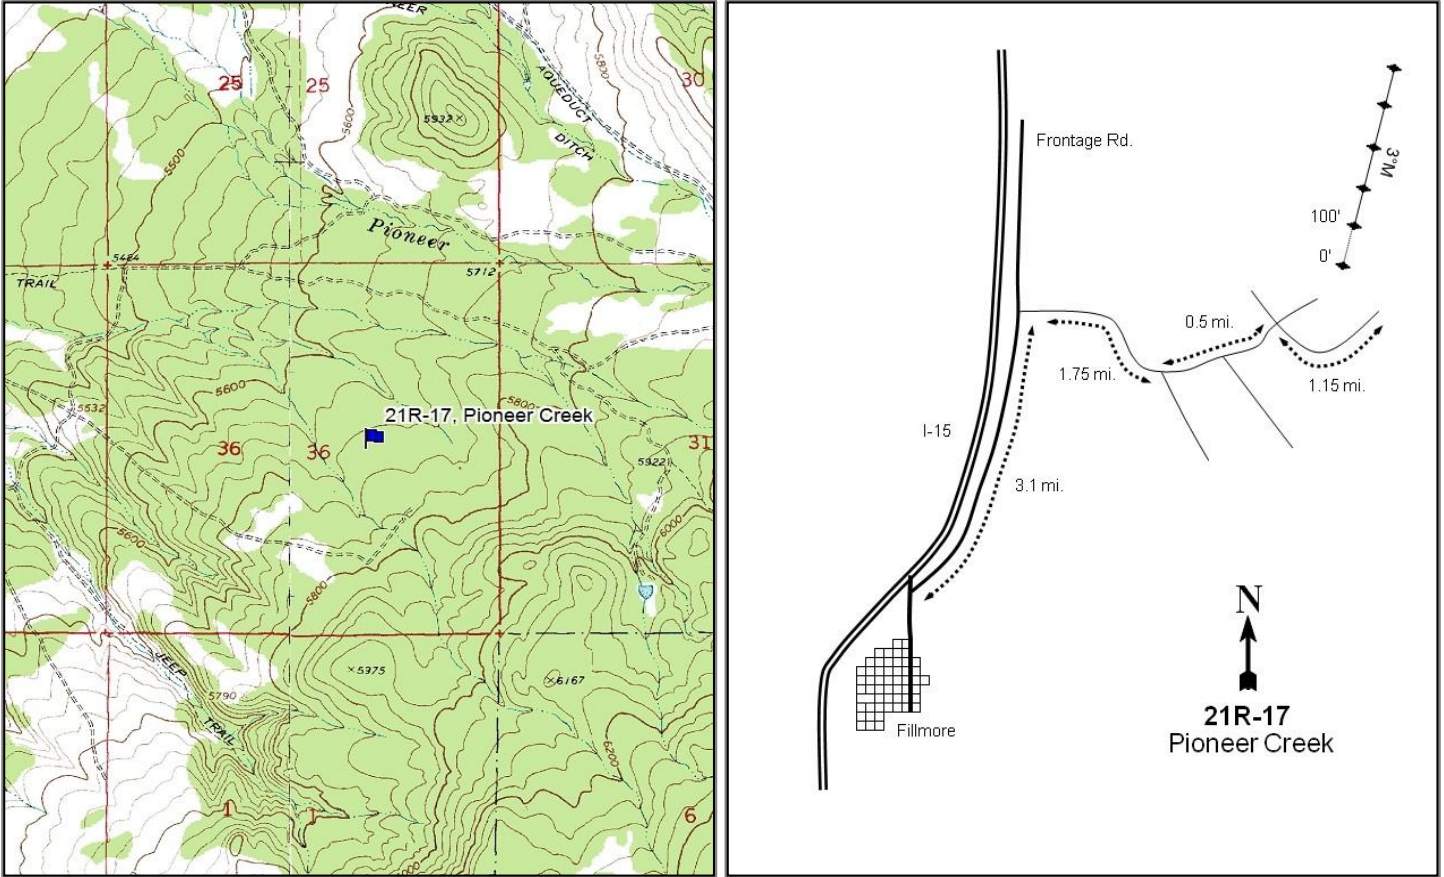 EER
25
25
5800
30
AQUEDUCT
DITCH
5932
5600
5500
Pioneer
5484
5712
TRAIL
5600
5800
5532
21R-17, Pioneer Creek
36
36
31
5922
6000
5600
5800
JEEP
TRAIL
5975
6167
5790
6200
1
1
6
Frontage Rd.
3°M
100'
0'
0.5 mi.
1.75 mi.
1.15 mi.
I-15
3.1 mi.
N
Fillmore
21R-17
Pioneer Creek